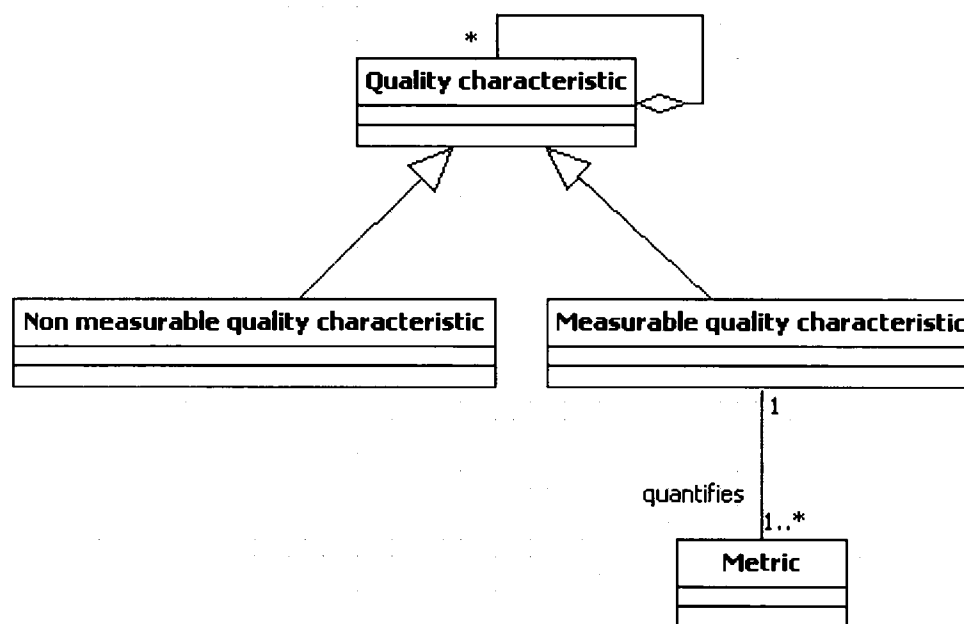 *
Quality characteristic
Non measurable quality characteristic
Measurable quality characteristic
1
quantifies
1..*
Metric